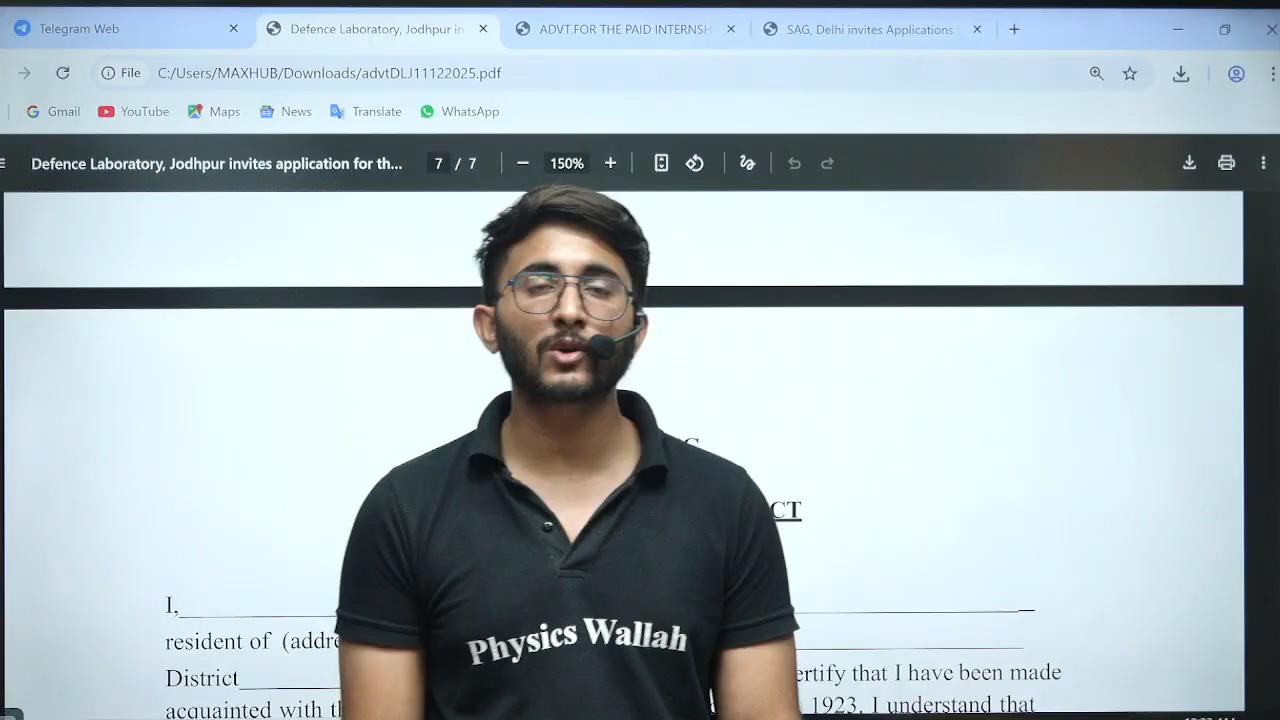 Telegram Web
Defence Laboratory, Jodhpur in
ADVT.FOR THE PAID INTERNSH
SAG, Delhi invites Applications
File C:/Users/MAXHUB/Downloads/advtDLJ11122025.pdf
Gmail YouTube Maps News Translate WhatsApp
Defence Laboratory, Jodhpur invites application for th... 7 / 7 150%
CT
I,
resident of (addre
District ertify that I have been made
acquainted with th 1923. I understand that
Physics Wallah